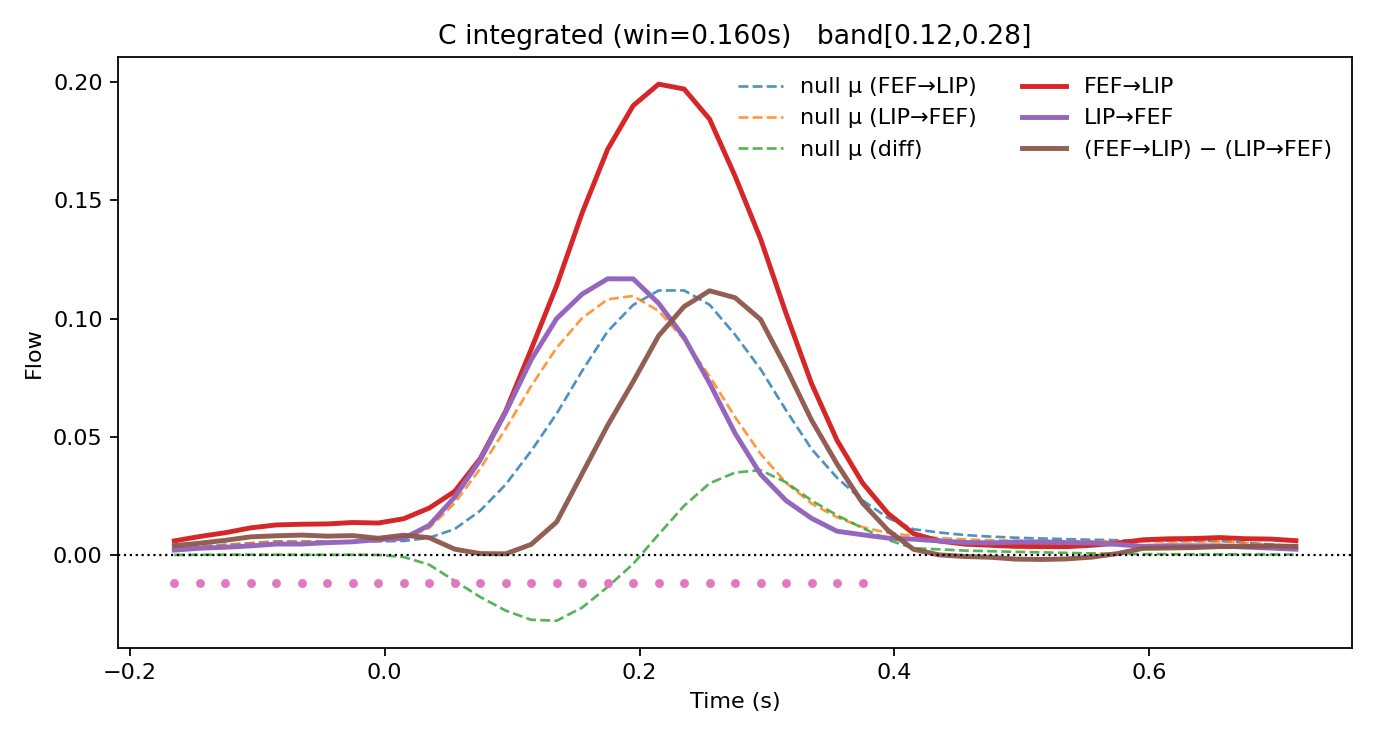 C integrated (win=0.160s)   band[0.12,0.28]
null μ (FEF→LIP)
null μ (LIP→FEF)
null μ (diff)
FEF→LIP
LIP→FEF
(FEF→LIP) − (LIP→FEF)
Flow
0.20
0.15
0.10
0.05
0.00
−0.2
0.0
0.2
0.4
0.6
Time (s)